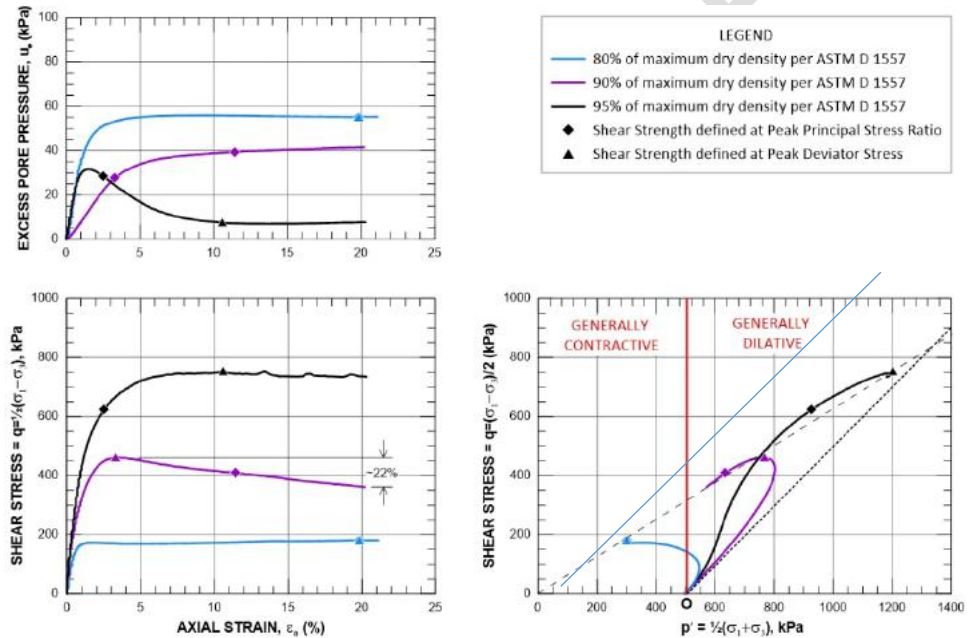 EXCESS PORE PRESSURE, uₑ (kPa)
100
80
60
40
20
0
0
5
10
15
20
25
LEGEND
80% of maximum dry density per ASTM D 1557
90% of maximum dry density per ASTM D 1557
95% of maximum dry density per ASTM D 1557
Shear Strength defined at Peak Principal Stress Ratio
Shear Strength defined at Peak Deviator Stress
SHEAR STRESS = q=½(σ₁−σ₃), kPa
1000
800
600
400
200
0
~22%
0
5
10
15
20
25
AXIAL STRAIN, εₐ (%)
SHEAR STRESS = q=(σ₁−σ₃)/2 (kPa)
1000
800
600
400
200
0
GENERALLY
CONTRACTIVE
GENERALLY
DILATIVE
0
200
400
O
600
800
1000
1200
1400
p' = ½(σ₁+σ₃), kPa